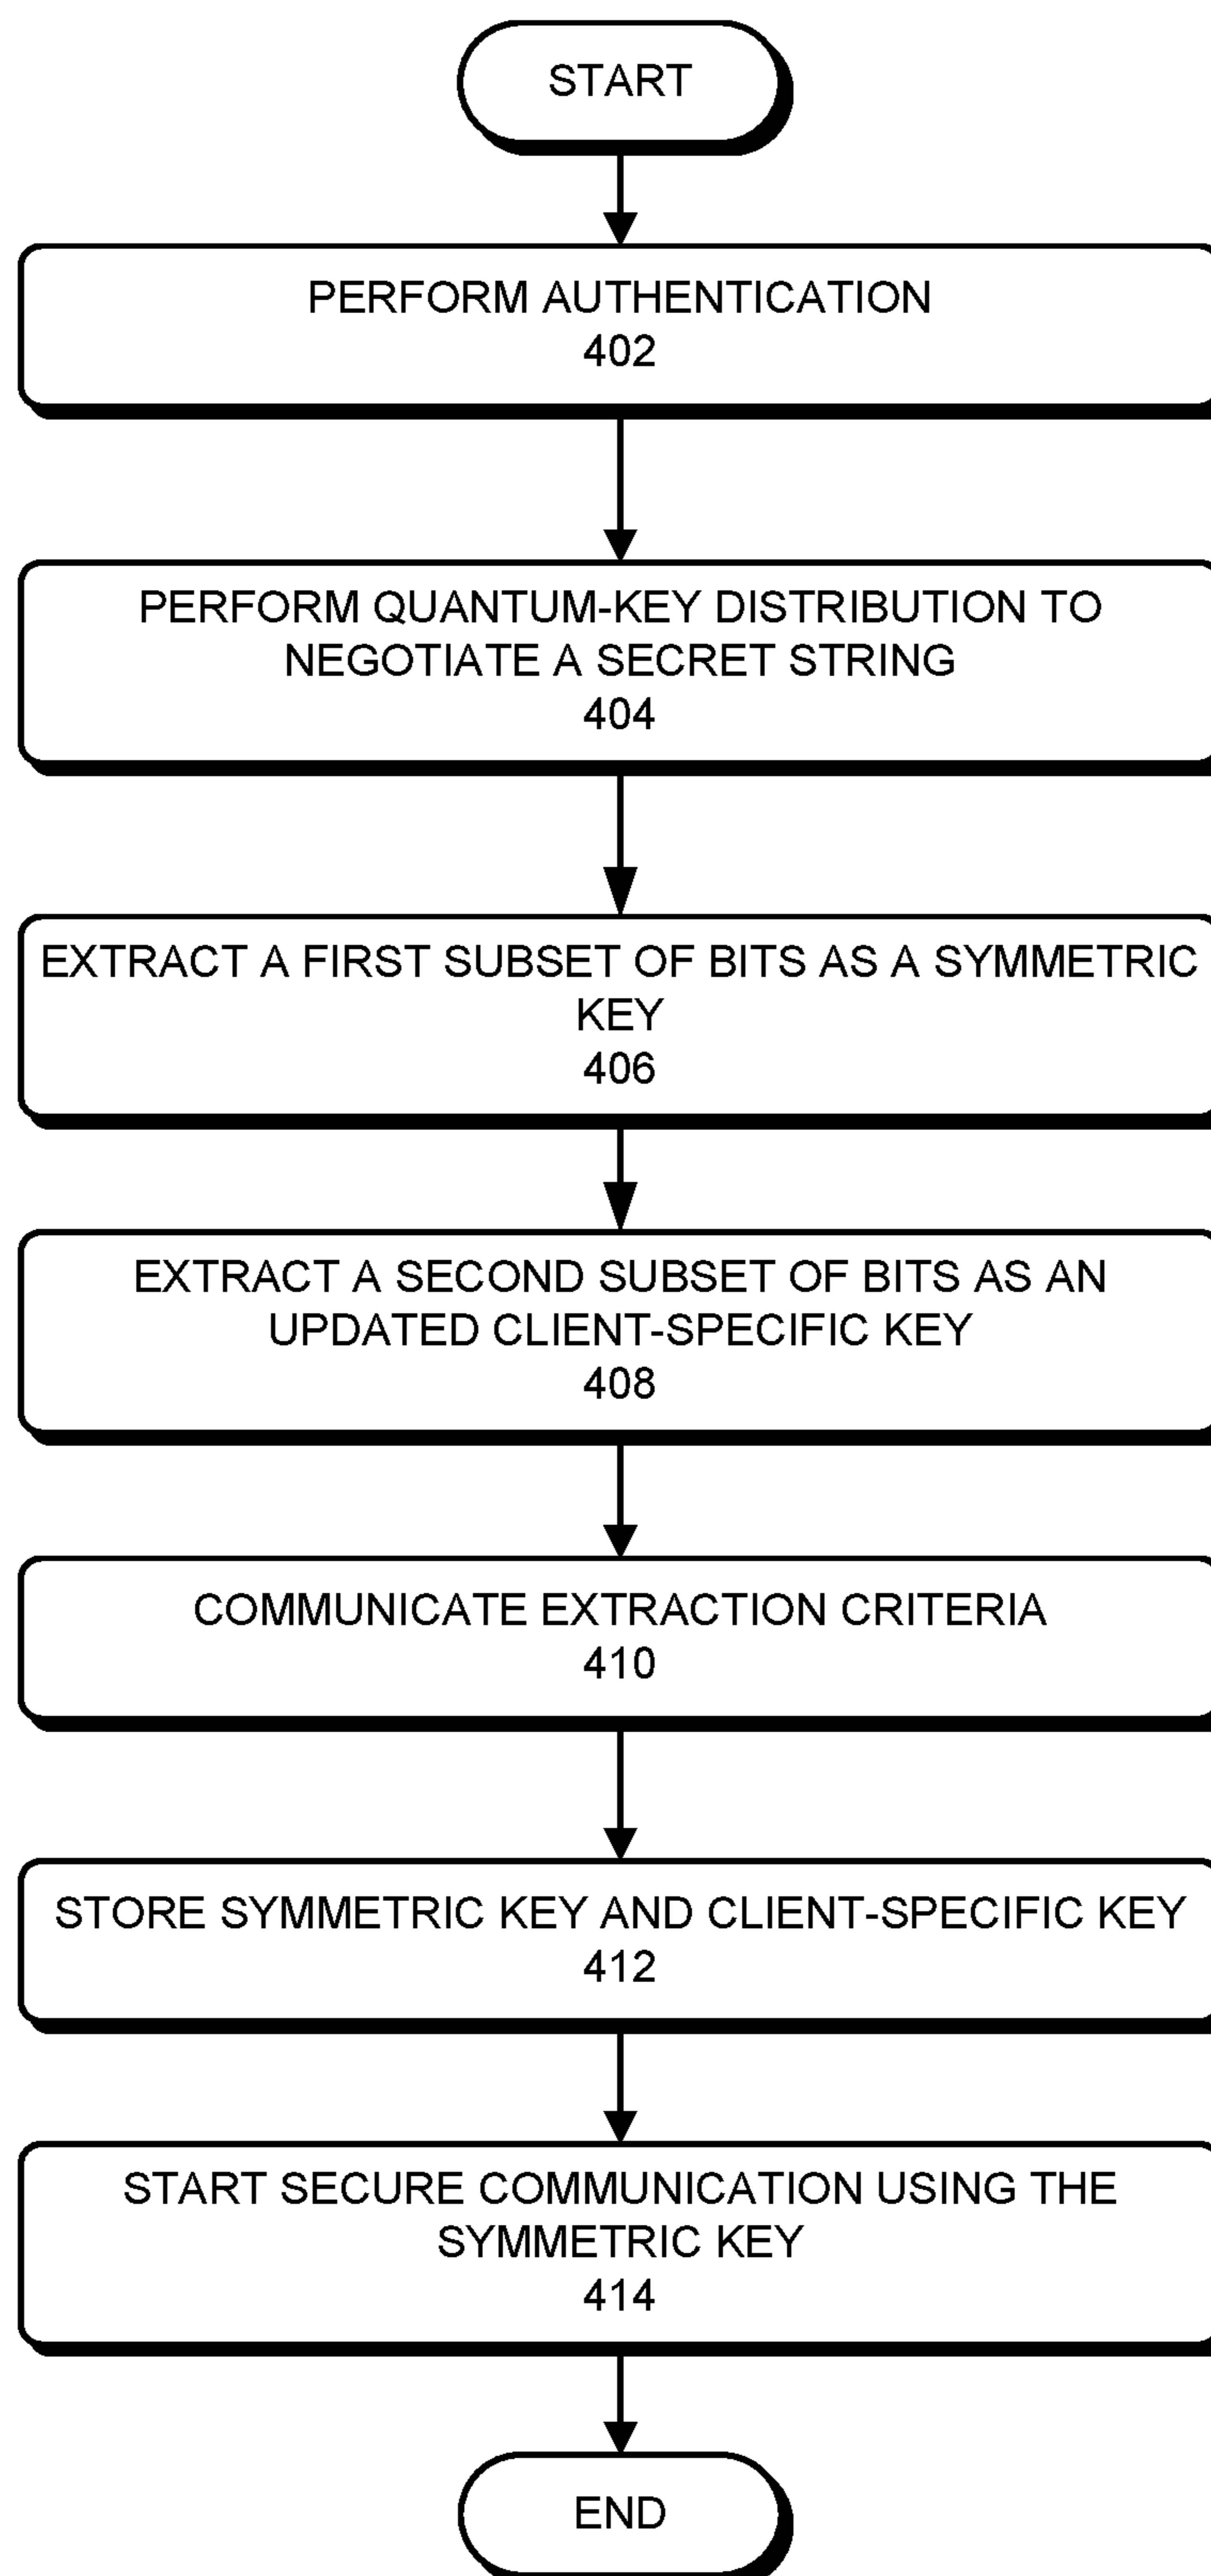 START
PERFORM AUTHENTICATION
402
PERFORM QUANTUM-KEY DISTRIBUTION TO
NEGOTIATE A SECRET STRING
404
EXTRACT A FIRST SUBSET OF BITS AS A SYMMETRIC
KEY
406
EXTRACT A SECOND SUBSET OF BITS AS AN
UPDATED CLIENT-SPECIFIC KEY
408
COMMUNICATE EXTRACTION CRITERIA
410
STORE SYMMETRIC KEY AND CLIENT-SPECIFIC KEY
412
START SECURE COMMUNICATION USING THE
SYMMETRIC KEY
414
END